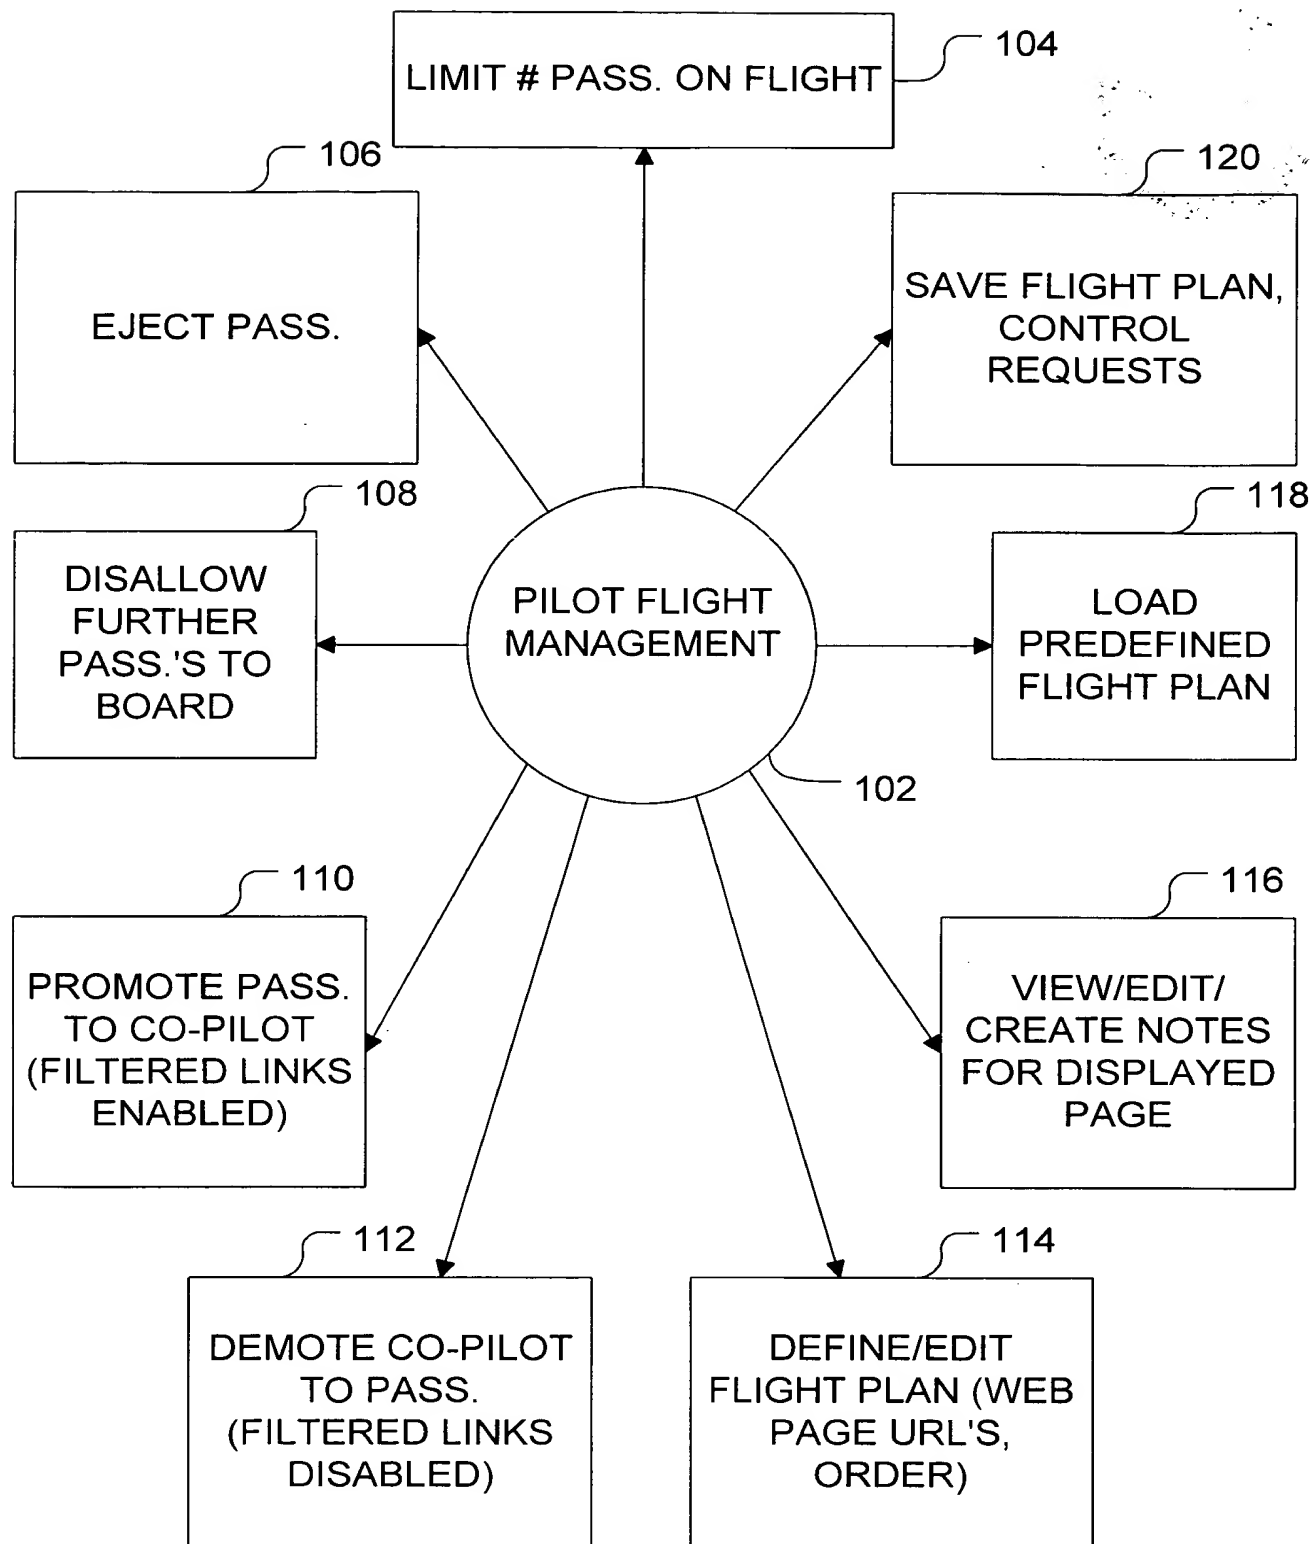 104
LIMIT # PASS. ON FLIGHT
106
EJECT PASS.
120
SAVE FLIGHT PLAN,
CONTROL
REQUESTS
108
DISALLOW
FURTHER
PASS.'S TO
BOARD
PILOT FLIGHT
MANAGEMENT
102
118
LOAD
PREDEFINED
FLIGHT PLAN
110
PROMOTE PASS.
TO CO-PILOT
(FILTERED LINKS
ENABLED)
116
VIEW/EDIT/
CREATE NOTES
FOR DISPLAYED
PAGE
112
DEMOTE CO-PILOT
TO PASS.
(FILTERED LINKS
DISABLED)
114
DEFINE/EDIT
FLIGHT PLAN (WEB
PAGE URL'S,
ORDER)